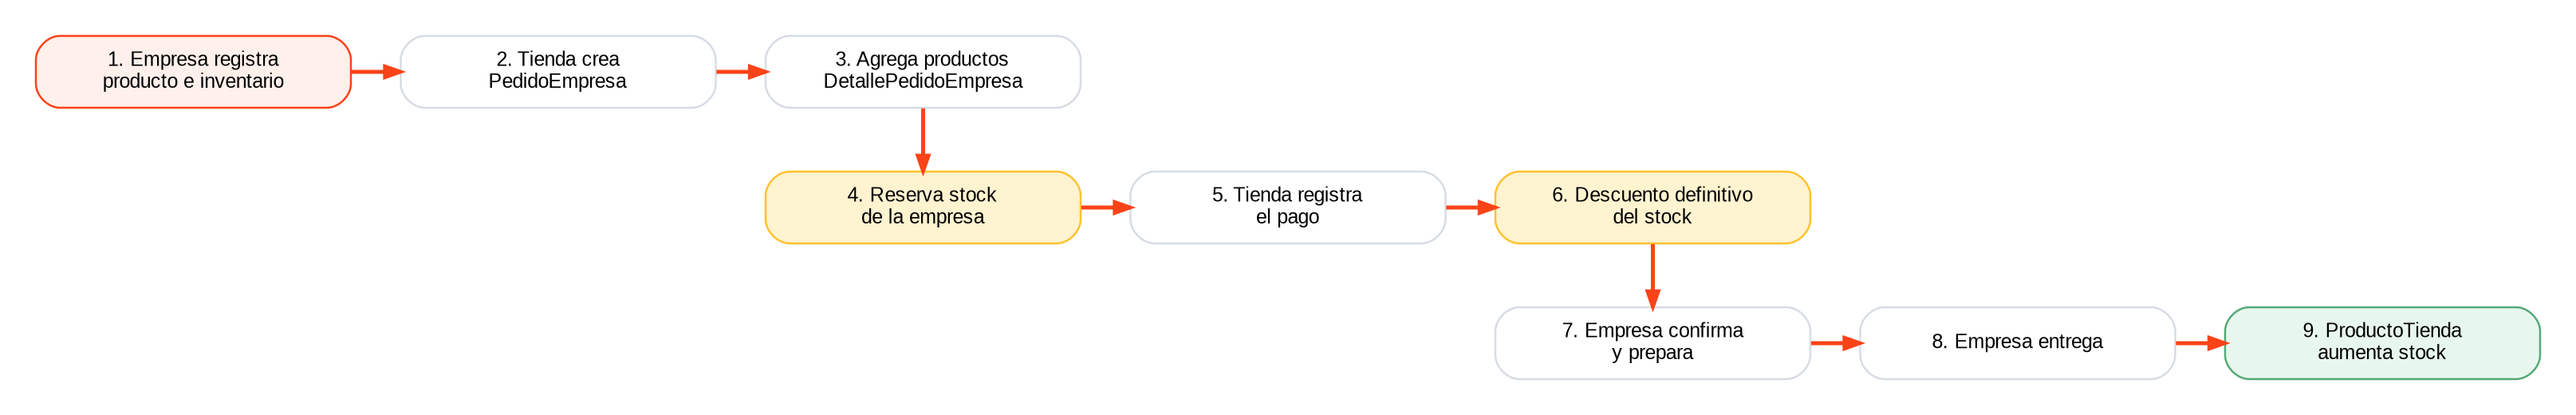 1. Empresa registra
producto e inventario
2. Tienda crea
PedidoEmpresa
3. Agrega productos
DetallePedidoEmpresa
4. Reserva stock
de la empresa
5. Tienda registra
el pago
6. Descuento definitivo
del stock
7. Empresa confirma
y prepara
8. Empresa entrega
9. ProductoTienda
aumenta stock